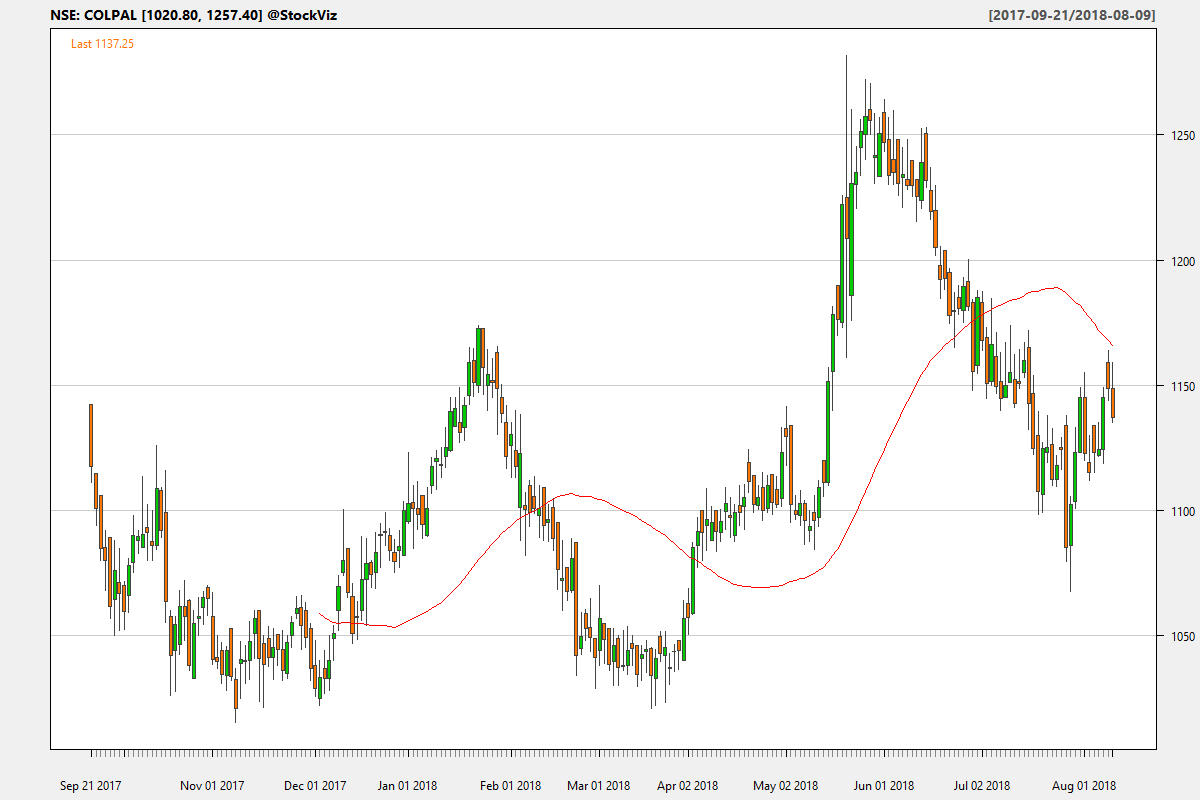 NSE: COLPAL [1020.80, 1257.40] @StockViz
[2017-09-21/2018-08-09]
Last 1137.25
1250
1200
1150
1100
1050
Sep 21 2017 Nov 01 2017 Dec 01 2017 Jan 01 2018 Feb 01 2018 Mar 01 2018 Apr 02 2018 May 02 2018 Jun 01 2018 Jul 02 2018 Aug 01 2018